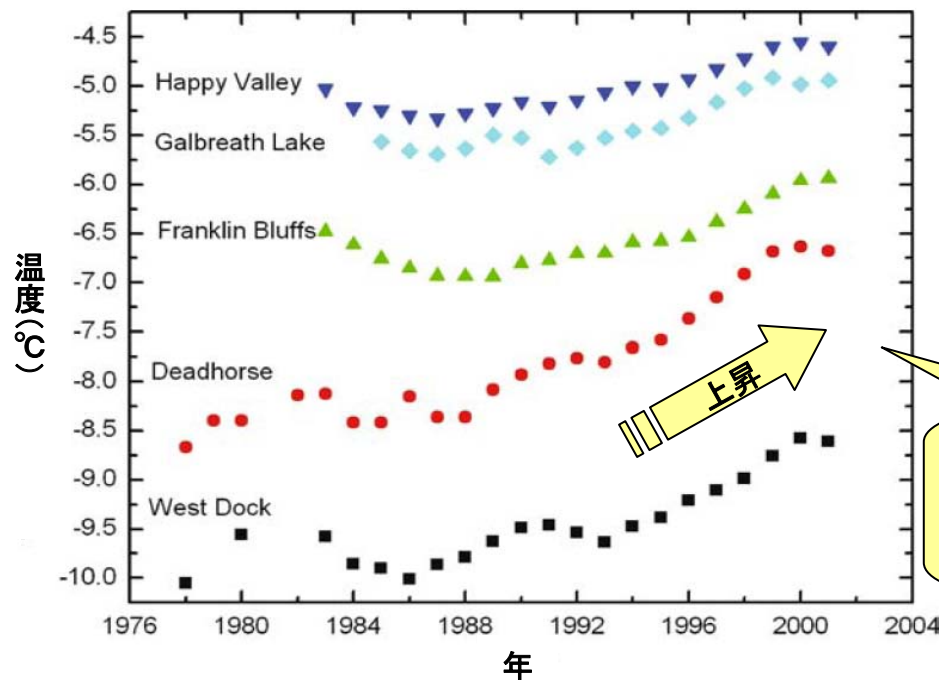 -4.5
-5.0
-5.5
-6.0
-6.5
-7.0
-7.5
-8.0
-8.5
-9.0
-9.5
-10.0
Happy Valley
Galbreath Lake
Franklin Bluffs
Deadhorse
West Dock
上昇
温度(℃)
1976 1980 1984 1988 1992 1996 2000 2004
年